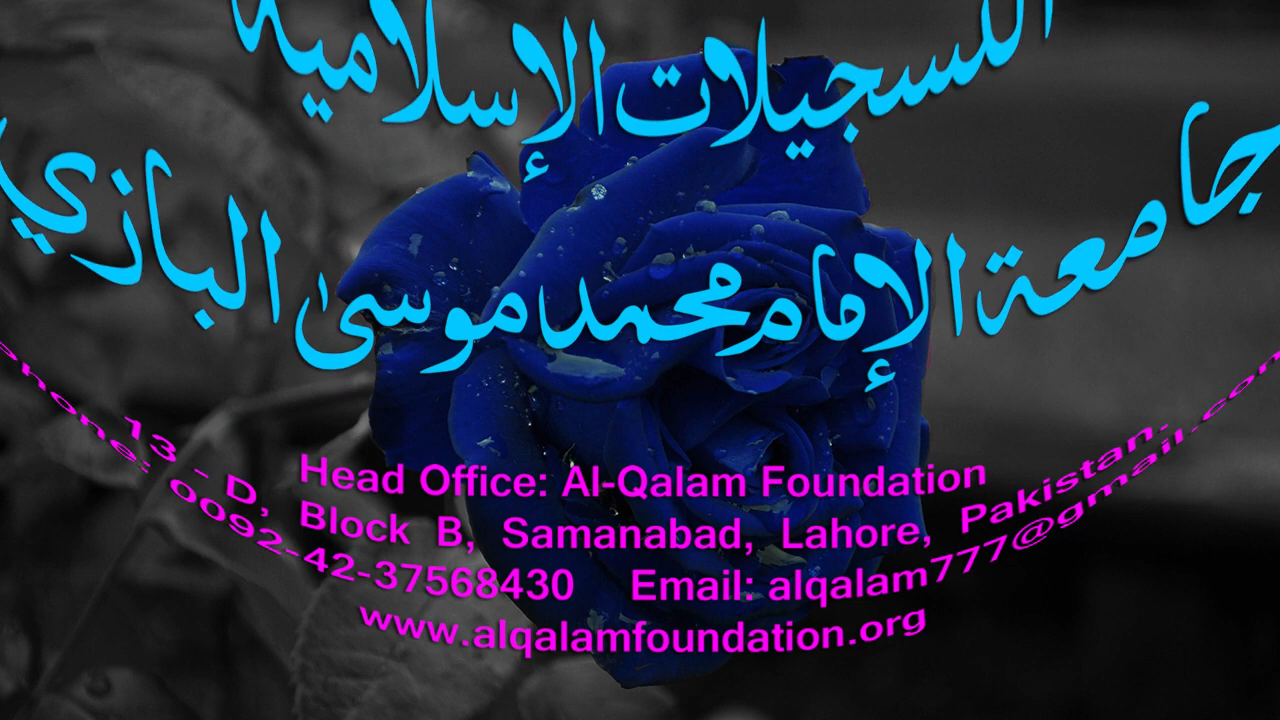 للتسجيلات الإسلامية
جامعة الإمام محمد موسى البازي
Head Office: Al-Qalam Foundation
13 - D, Block B, Samanabad, Lahore, Pakistan.
Phone: 0092-42-37568430 Email: alqalam777@gmail.com
www.alqalamfoundation.org